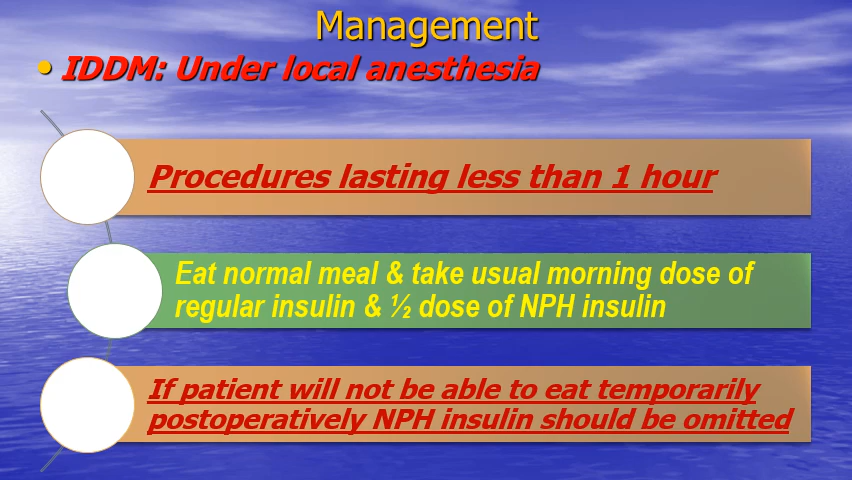 Management
• IDDM: Under local anesthesia
Procedures lasting less than 1 hour
Eat normal meal & take usual morning dose of
regular insulin & ½ dose of NPH insulin
If patient will not be able to eat temporarily
postoperatively NPH insulin should be omitted